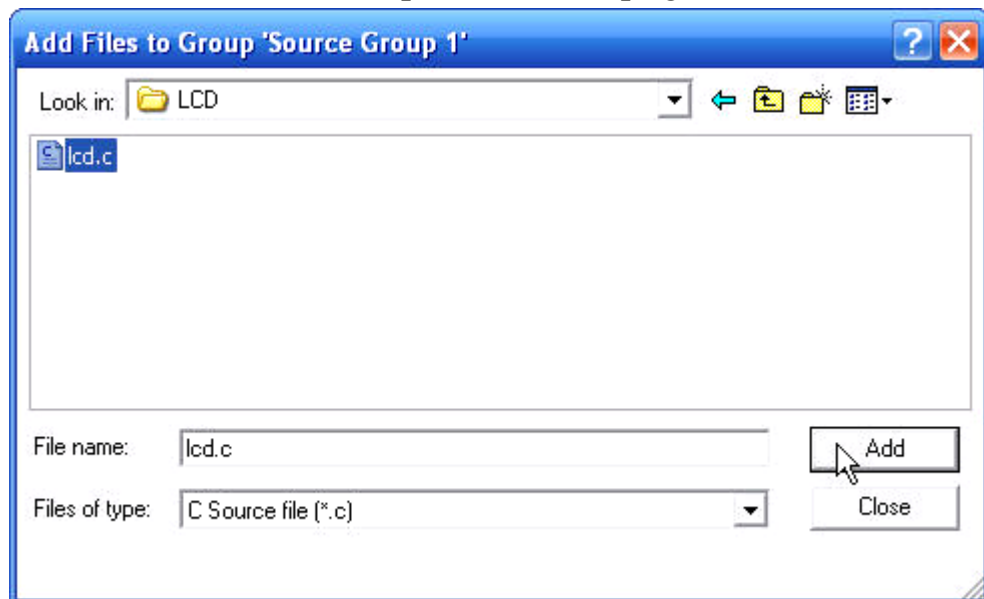 Add Files to Group 'Source Group 1'
Look in: LCD
lcd.c
File name: lcd.c
Add
Files of type: C Source file (*.c)
Close